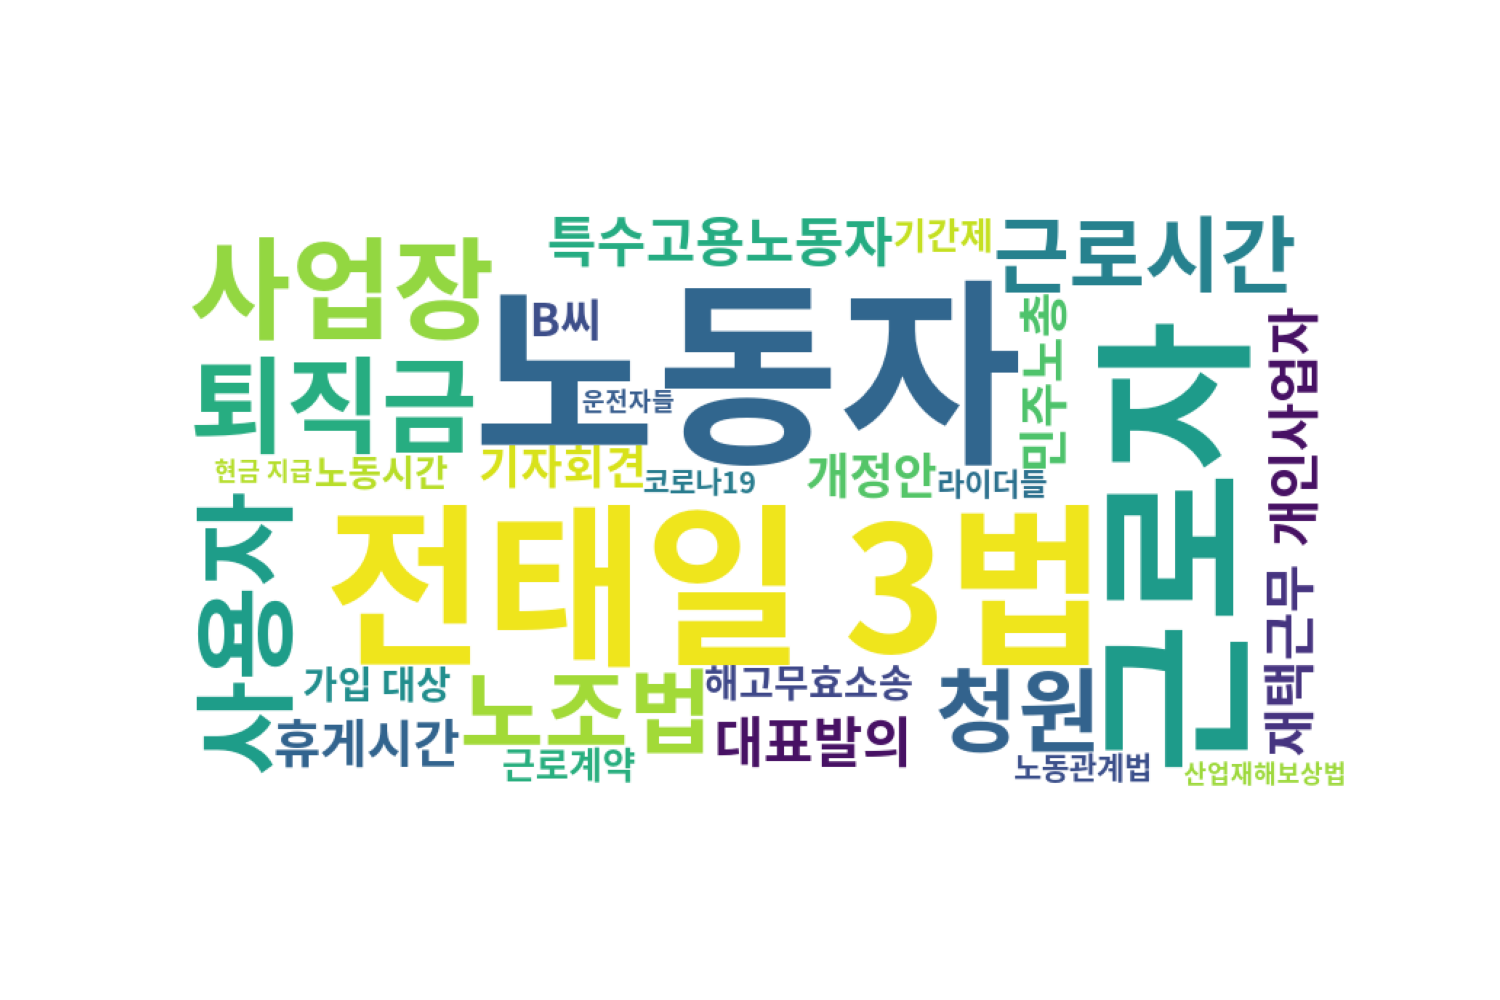 특수고용노동자
기간제
근로시간
사업장
B씨
노동자
민주노총
개인사업자
퇴직금
운전자들
근로자
현금 지급
노동시간
기자회견
코로나19
개정안
라이더들
사용자
전태일 3법
재택근무
가입 대상
노조법
해고무효소송
청원
휴게시간
근로계약
대표발의
노동관계법
산업재해보상법